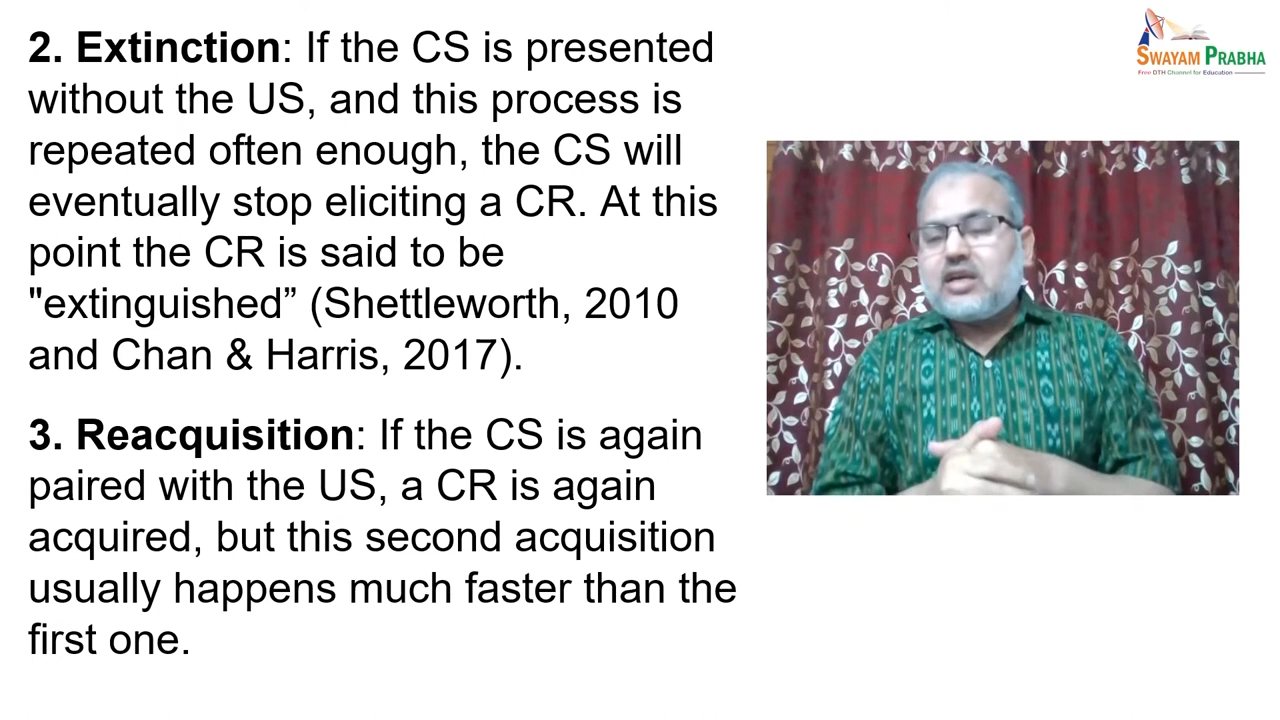 2. Extinction: If the CS is presented
without the US, and this process is
repeated often enough, the CS will
eventually stop eliciting a CR. At this
point the CR is said to be
"extinguished” (Shettleworth, 2010
and Chan & Harris, 2017).
3. Reacquisition: If the CS is again
paired with the US, a CR is again
acquired, but this second acquisition
usually happens much faster than the
first one.
SWAYAM PRABHA
Free DTH Channel for Education